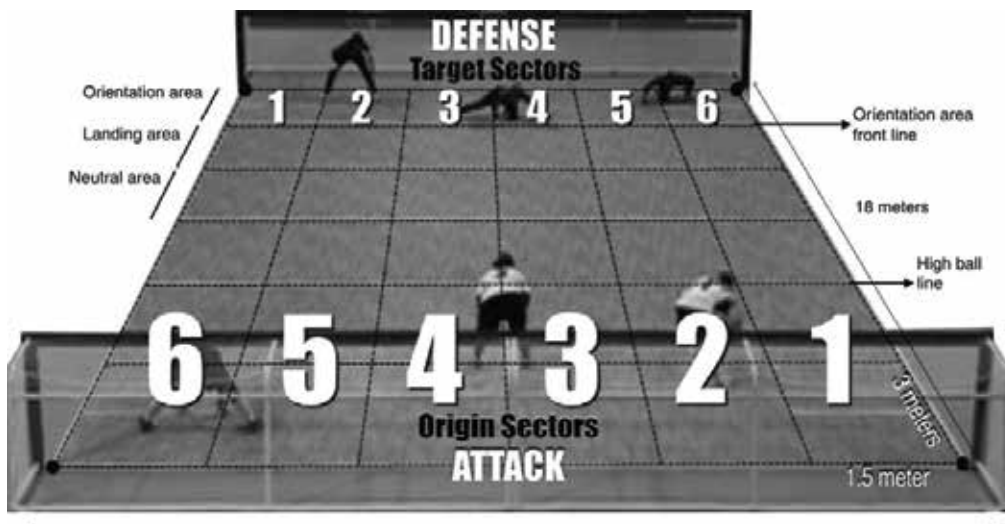 DEFENSE
Target Sectors
Orientation area
1 2 3 4 5 6
Orientation area
front line
Landing area
Neutral area
18 meters
High ball
line
6 5 4 3 2 1
3 meters
Origin Sectors
ATTACK
1.5 meter